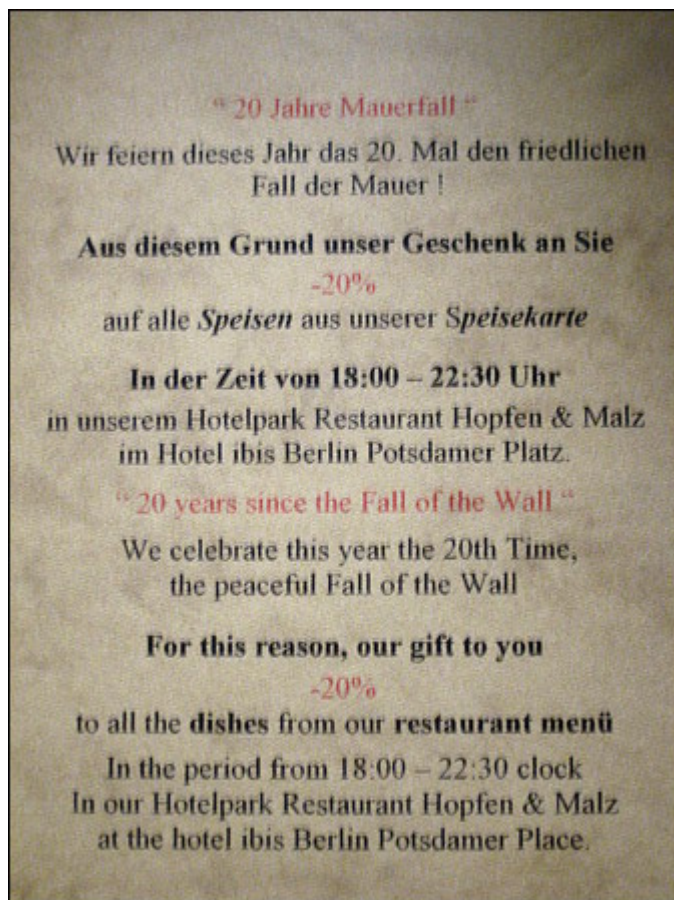 “ 20 Jahre Mauerfall “
Wir feiern dieses Jahr das 20. Mal den friedlichen
Fall der Mauer !
Aus diesem Grund unser Geschenk an Sie
-20%
auf alle Speisen aus unserer Speisekarte
In der Zeit von 18:00 – 22:30 Uhr
in unserem Hotelpark Restaurant Hopfen & Malz
im Hotel ibis Berlin Potsdamer Platz.
“ 20 years since the Fall of the Wall “
We celebrate this year the 20th Time,
the peaceful Fall of the Wall
For this reason, our gift to you
-20%
to all the dishes from our restaurant menü
In the period from 18:00 – 22:30 clock
In our Hotelpark Restaurant Hopfen & Malz
at the hotel ibis Berlin Potsdamer Place.